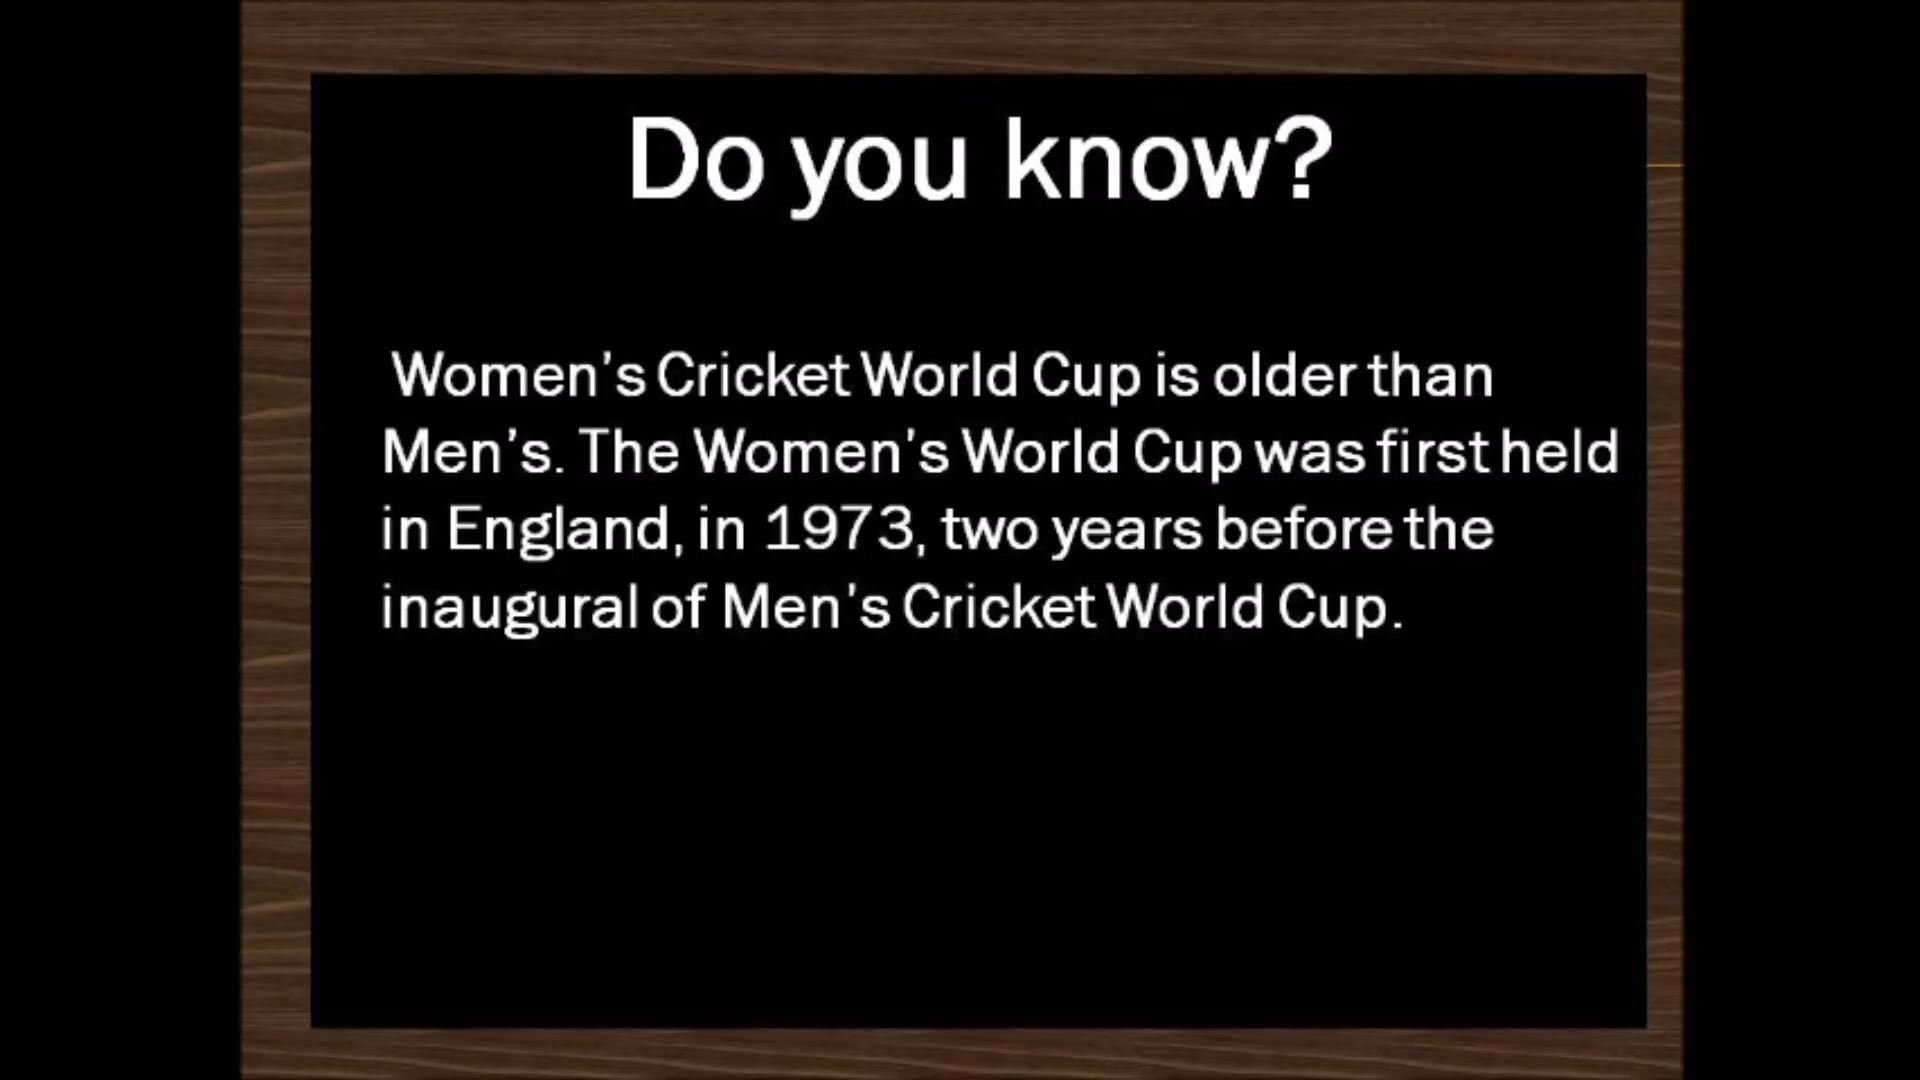 Do you know?
Women's Cricket World Cup is older than
Men's. The Women's World Cup was first held
in England, in 1973, two years before the
inaugural of Men's Cricket World Cup.